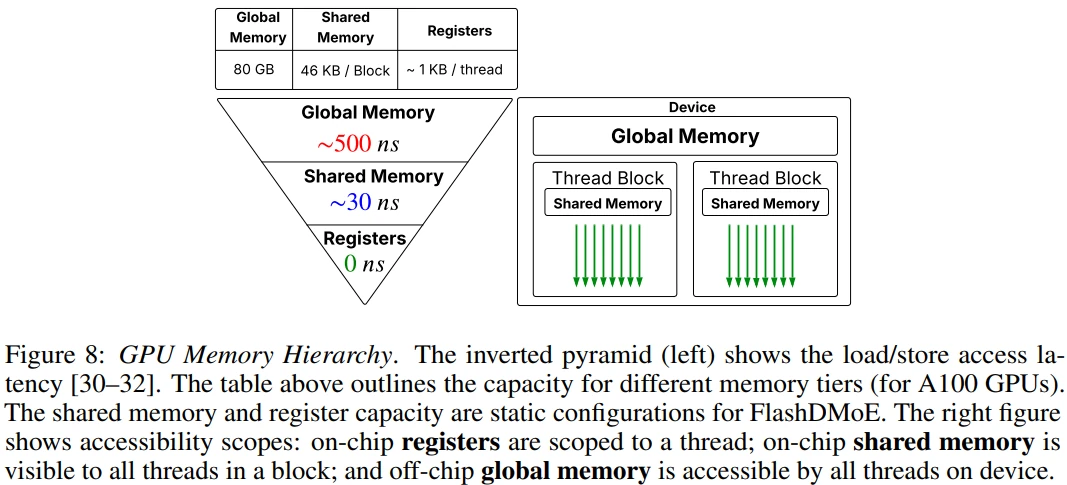 Global Memory
Shared Memory
Registers
80 GB
46 KB / Block
~ 1 KB / thread
Global Memory
~500 ns
Shared Memory
~30 ns
Registers
0 ns
Device
Global Memory
Thread Block
Shared Memory
Thread Block
Shared Memory
Figure 8: GPU Memory Hierarchy. The inverted pyramid (left) shows the load/store access la-
tency [30–32]. The table above outlines the capacity for different memory tiers (for A100 GPUs).
The shared memory and register capacity are static configurations for FlashDMoE. The right figure
shows accessibility scopes: on-chip registers are scoped to a thread; on-chip shared memory is
visible to all threads in a block; and off-chip global memory is accessible by all threads on device.